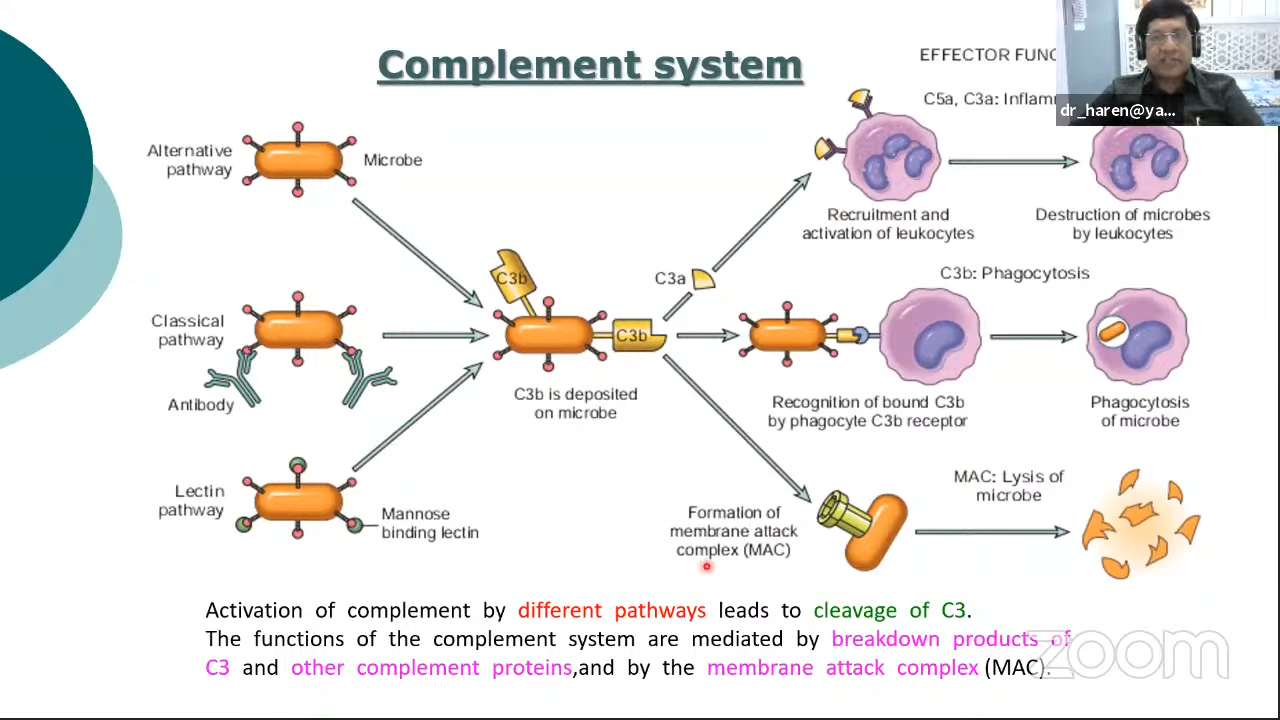 Complement system
EFFECTOR
C5a, C3a:
dr_haren@ya...
Alternative
pathway
Microbe
Recruitment and
activation of leukocytes
Destruction of microbes
by leukocytes
C3b
C3a
C3b: Phagocytosis
Classical
pathway
C3b
Antibody
C3b is deposited
on microbe
Recognition of bound C3b
by phagocyte C3b receptor
Phagocytosis
of microbe
Lectin
pathway
Mannose
binding lectin
Formation of
membrane attack
complex (MAC)
MAC: Lysis of
microbe
Activation of complement by different pathways leads to cleavage of C3.
The functions of the complement system are mediated by breakdown products of
C3 and other complement proteins,and by the membrane attack complex (MAC).
zoom